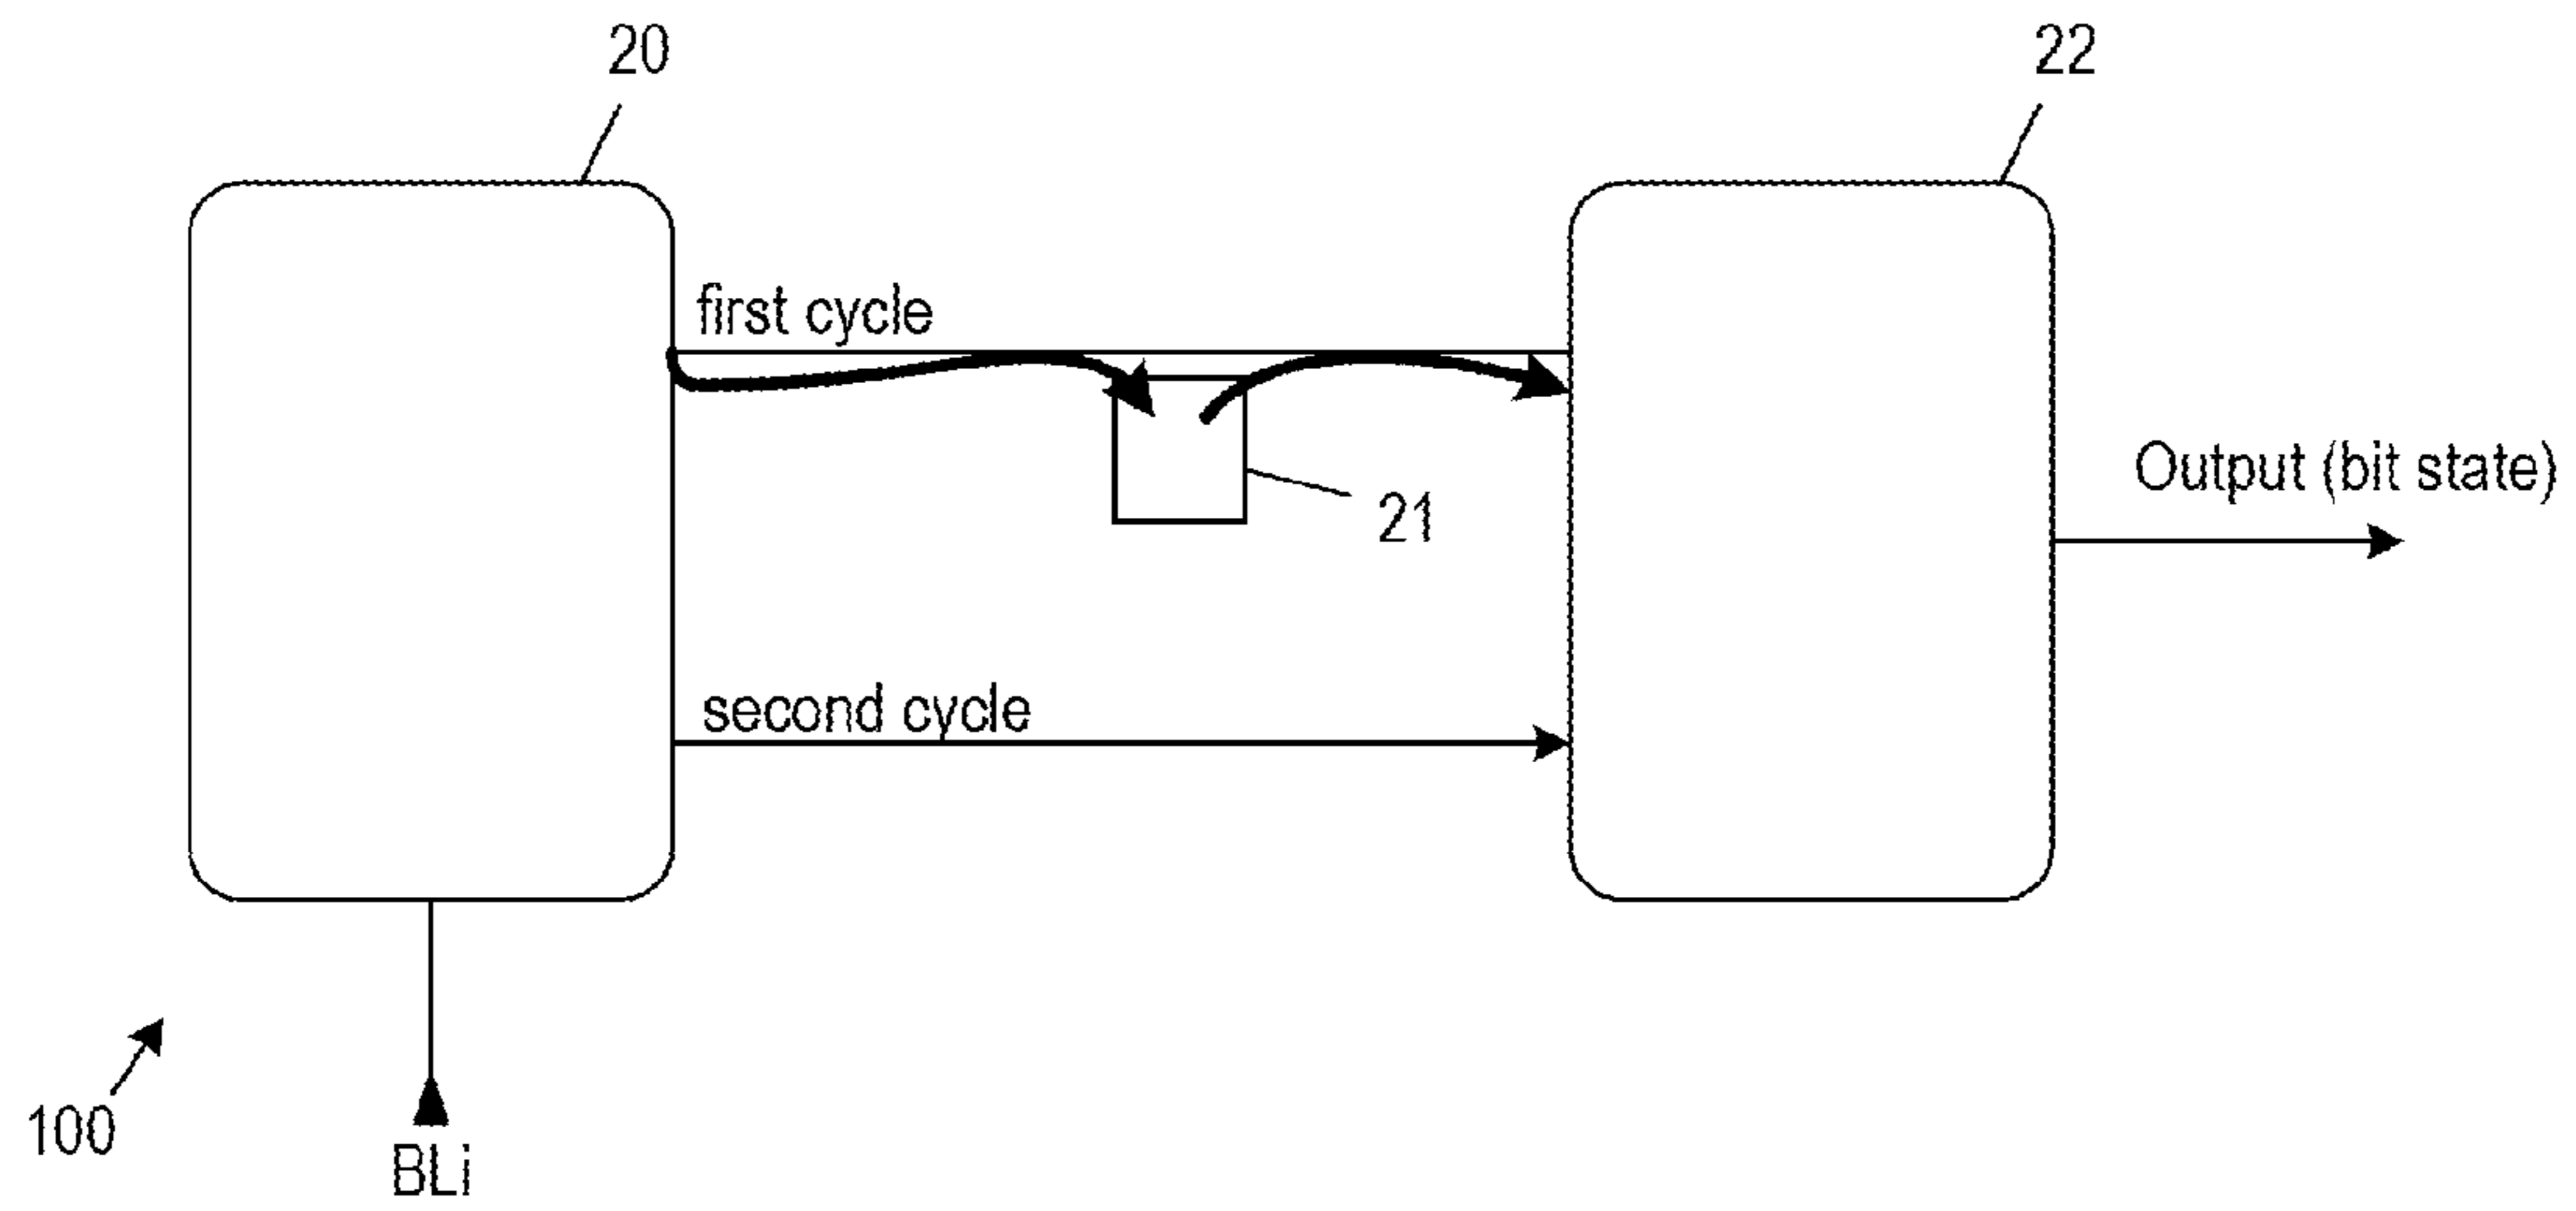 20
22
first cycle
Output (bit state)
21
second cycle
100
BLi